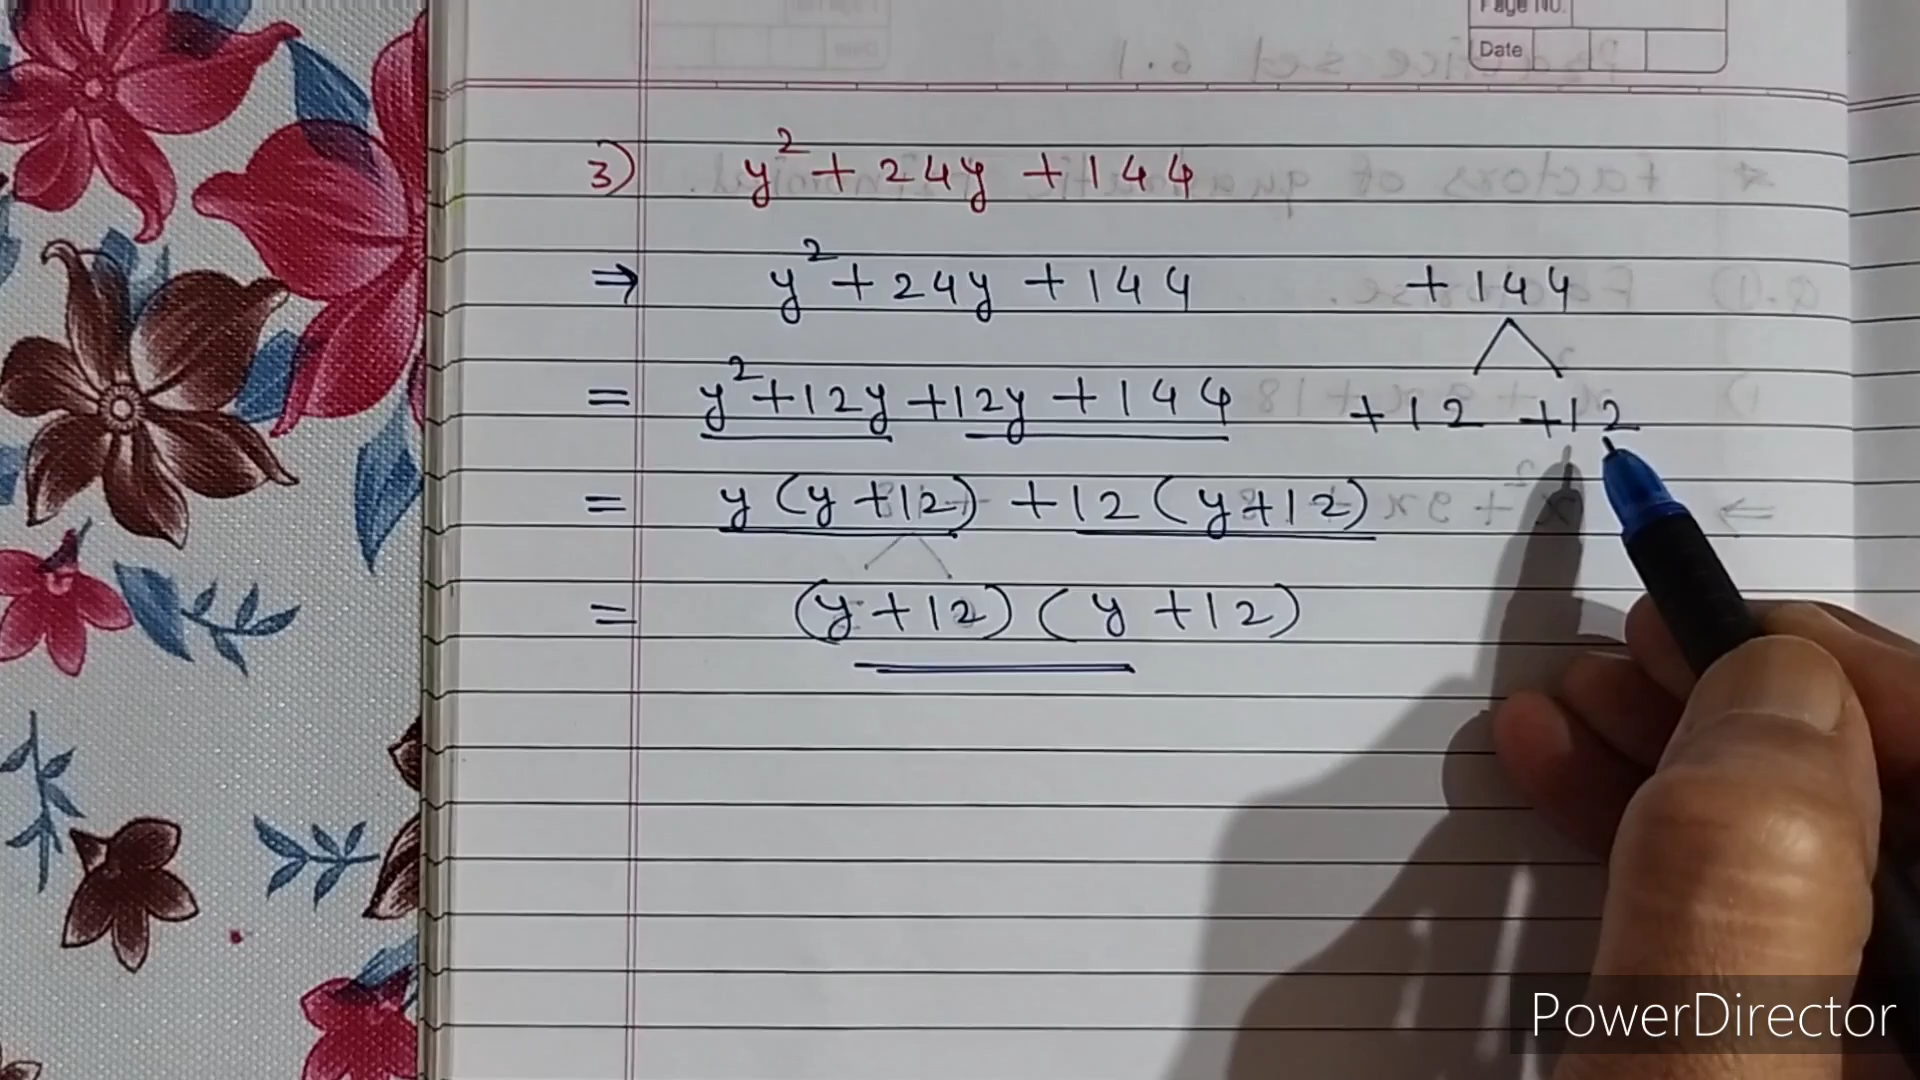 Page No.
Date
3) y² + 24y + 144
⇒ y² + 24y + 144 + 144
= y² + 12y + 12y + 144 + 12 + 12
= y (y + 12) + 12 (y + 12)
= (y + 12) (y + 12)
PowerDirector